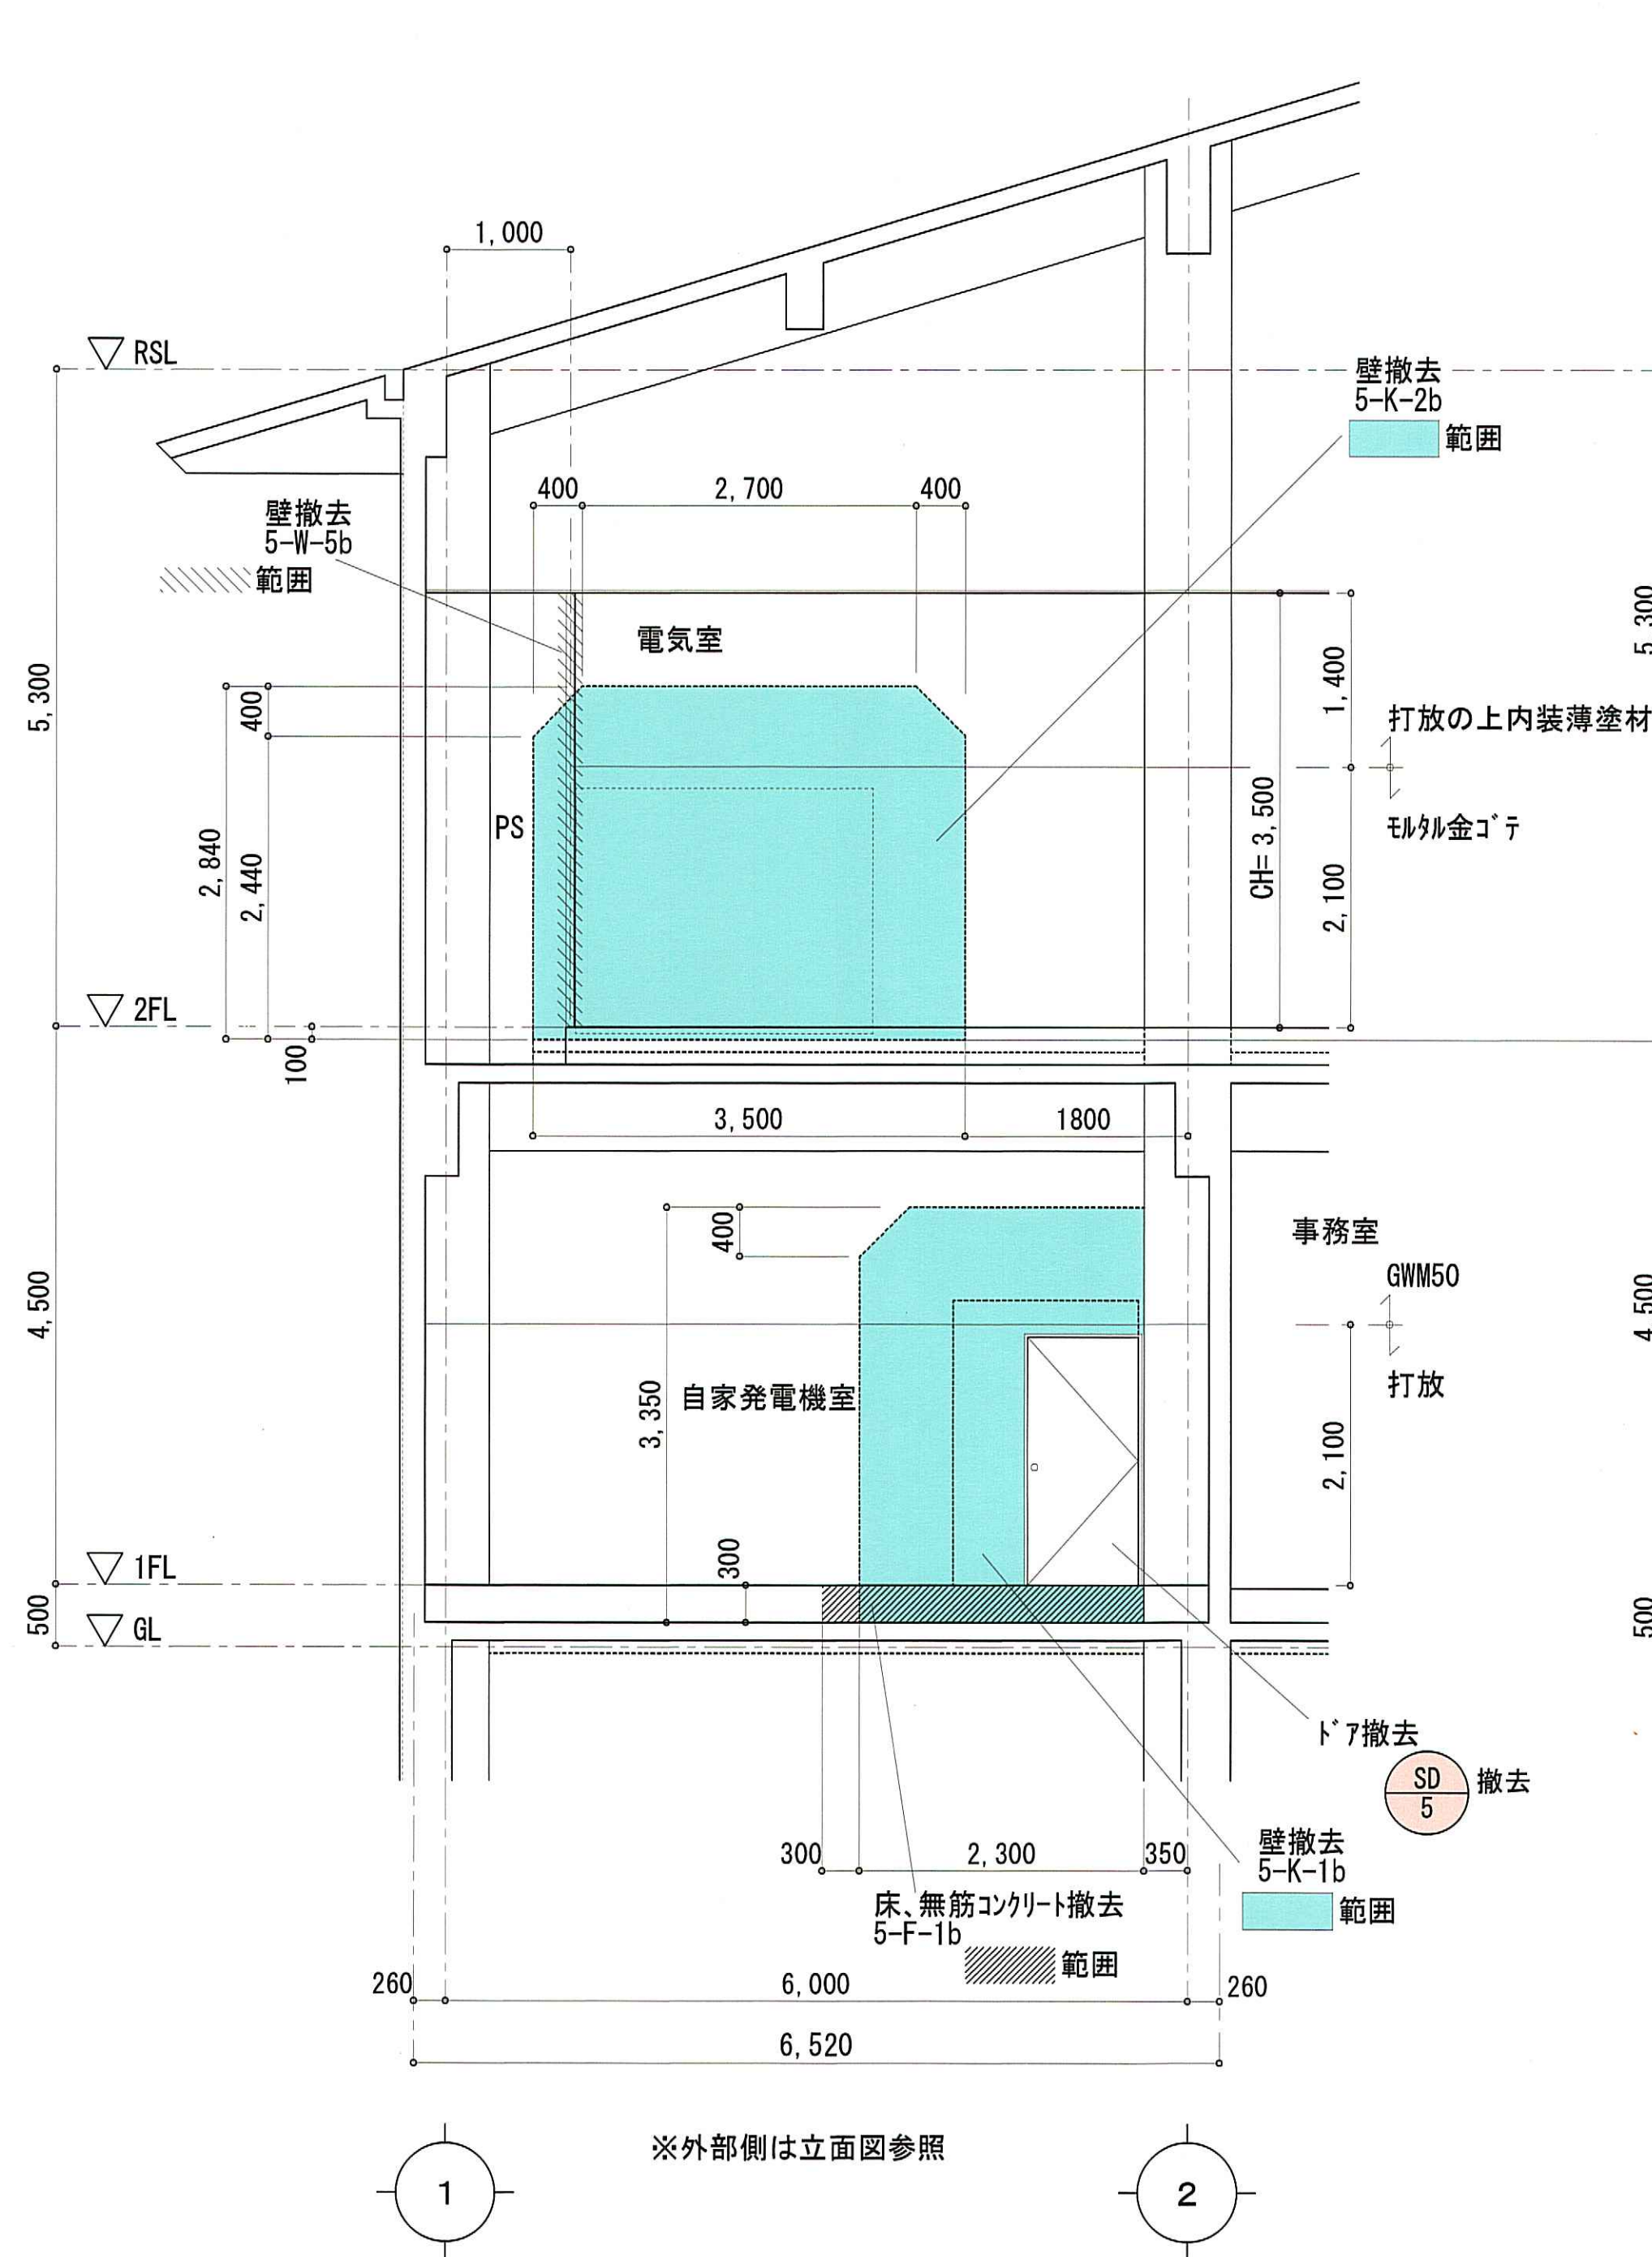 1,000
RSL
壁撤去
5-K-2b
範囲
400
2,700
400
壁撤去
5-W-5b
範囲
電気室
5,300
5,300
400
1,400
打放の上内装薄塗材
PS
CH=3,500
ﾓﾙﾀﾙ金ｺﾞﾃ
2,840
2,440
2,100
2FL
100
3,500
1800
400
事務室
GWM50
4,500
4,500
自家発電機室
3,350
打放
2,100
300
1FL
500
500
GL
ﾄﾞｱ撤去
SD
5
撤去
300
2,300
350
壁撤去
5-K-1b
範囲
床、無筋ｺﾝｸﾘｰﾄ撤去
5-F-1b
範囲
260
6,000
260
6,520
※外部側は立面図参照
1
2